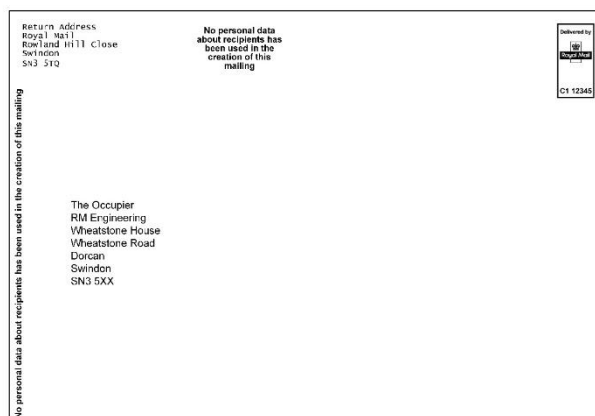 Return Address
Royal Mail
Rowland Hill Close
Swindon
SN3 5TQ
No personal data
about recipients has
been used in the
creation of this
mailing
Delivered by
Royal Mail
C1 12345
No personal data about recipients has been used in the creation of this mailing
The Occupier
RM Engineering
Wheatstone House
Wheatstone Road
Dorcan
Swindon
SN3 5XX